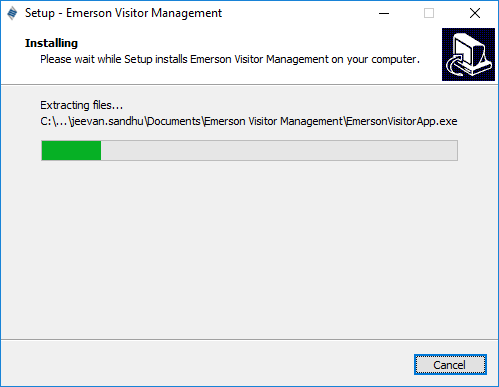 Setup - Emerson Visitor Management
Installing
Please wait while Setup installs Emerson Visitor Management on your computer.
Extracting files...
C:\...\jeevan.sandhu\Documents\Emerson Visitor Management\EmersonVisitorApp.exe
Cancel